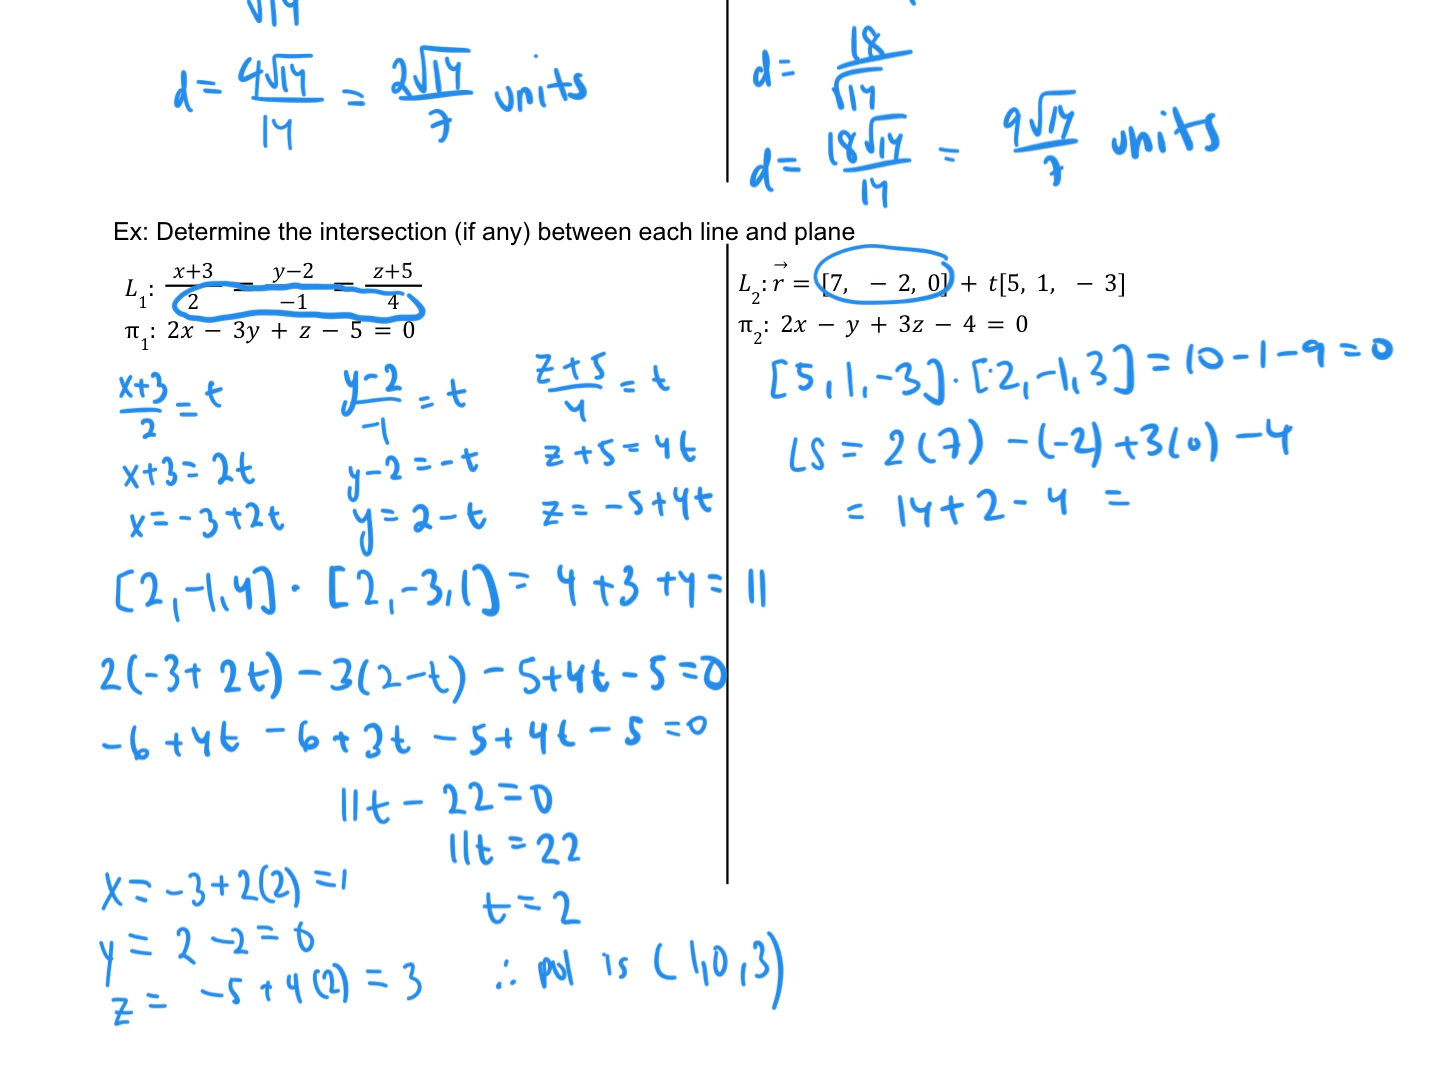 √14
d = 4√14/14 = 2√14/7 units
d = 18/√14
d = 18√14/14 = 9√14/7 units
Ex: Determine the intersection (if any) between each line and plane
L₁: (x+3)/2 = (y−2)/−1 = (z+5)/4
π₁: 2x − 3y + z − 5 = 0
(x+3)/2 = t (y−2)/−1 = t (z+5)/4 = t
x+3 = 2t y−2 = −t z+5 = 4t
x = −3+2t y = 2−t z = −5+4t
[2,−1,4] · [2,−3,1] = 4+3+4 = 11
2(−3+2t) −3(2−t) −5+4t −5 = 0
−6+4t −6+3t −5+4t −5 = 0
11t − 22 = 0
11t = 22
t = 2
x = −3+2(2) = 1
y = 2−2 = 0
z = −5+4(2) = 3
∴ poI is (1,0,3)
L₂: r⃗ = [7, − 2, 0] + t[5, 1, − 3]
π₂: 2x − y + 3z − 4 = 0
[5,1,−3] · [2,−1,3] = 10−1−9 = 0
LS = 2(7) −(−2) +3(0) −4
= 14+2−4 =